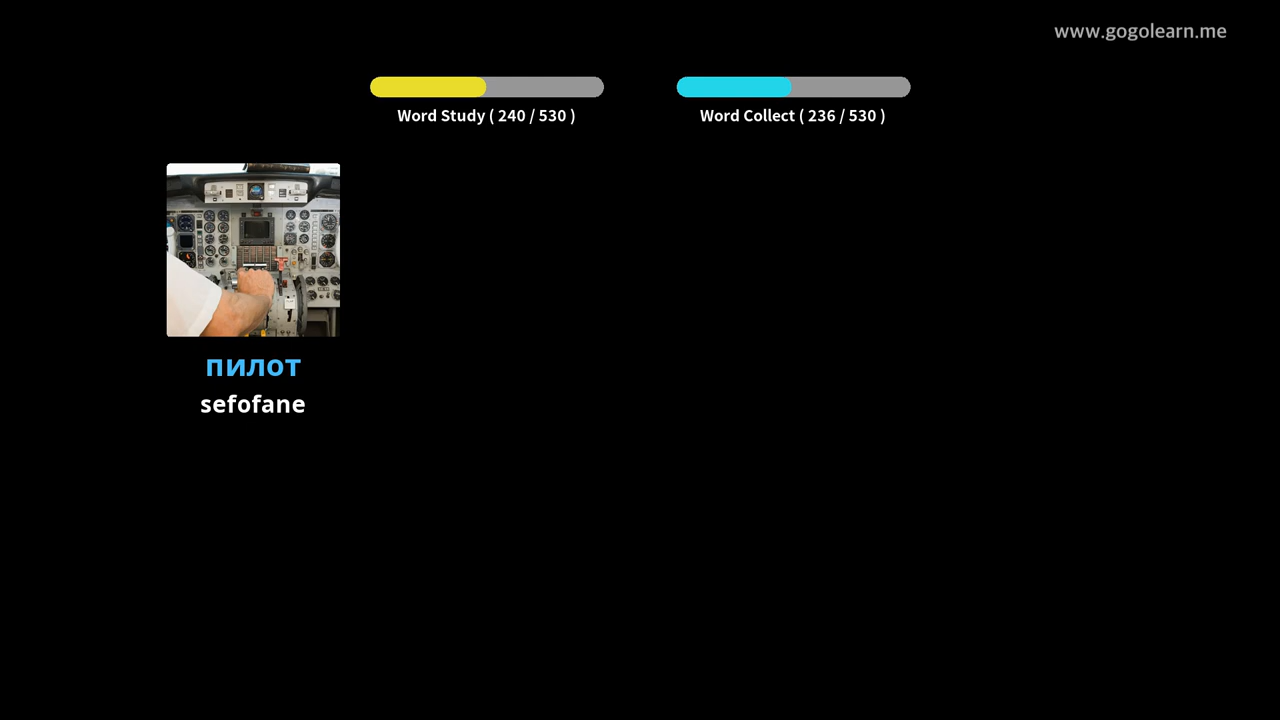 www.gogolearn.me
Word Study ( 240 / 530 )
Word Collect ( 236 / 530 )
пилот
sefofane